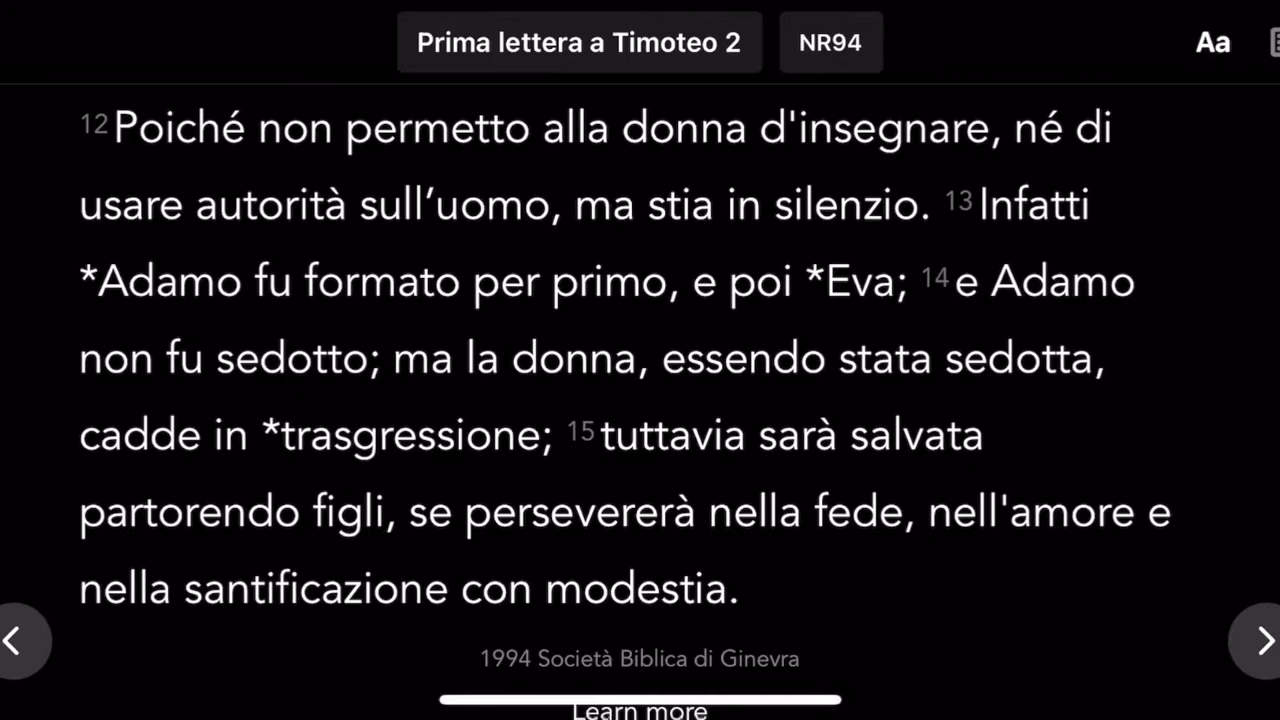 Prima lettera a Timoteo 2 NR94 Aa
12 Poiché non permetto alla donna d'insegnare, né di
usare autorità sull’uomo, ma stia in silenzio. 13 Infatti
*Adamo fu formato per primo, e poi *Eva; 14 e Adamo
non fu sedotto; ma la donna, essendo stata sedotta,
cadde in *trasgressione; 15 tuttavia sarà salvata
partorendo figli, se persevererà nella fede, nell'amore e
nella santificazione con modestia.
1994 Società Biblica di Ginevra
Learn more